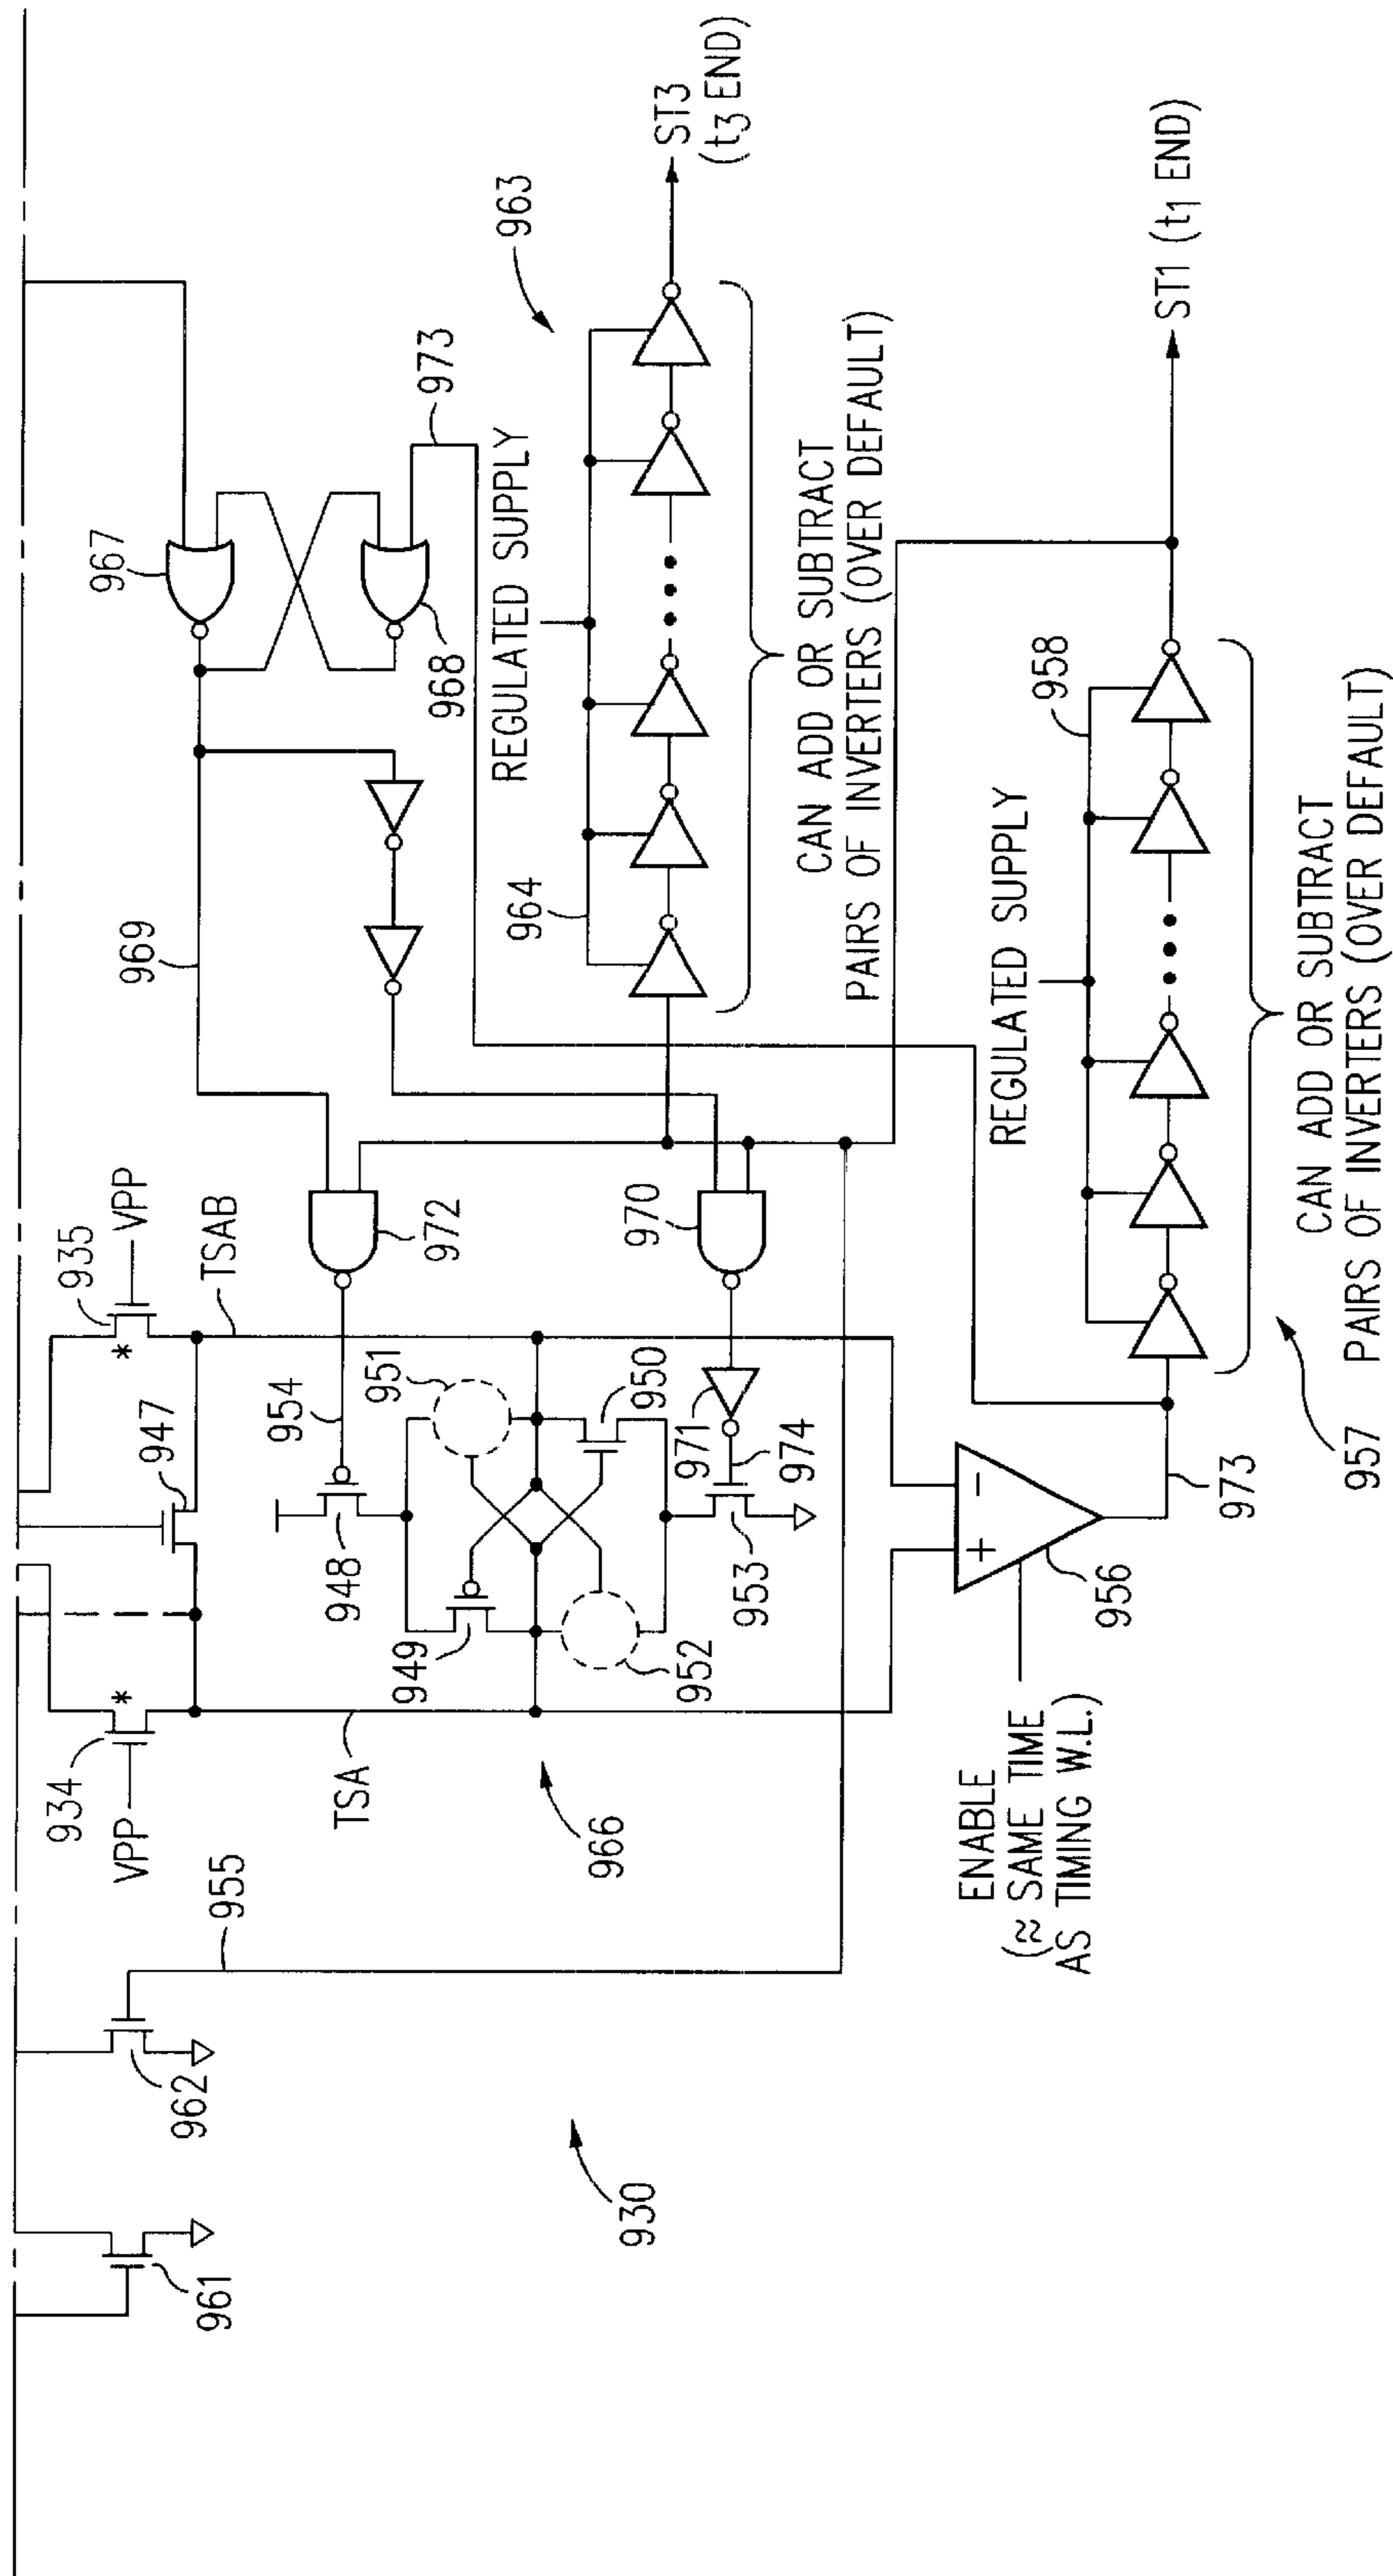 930
961
962
955
VPP
934
*
TSA
966
947
*
935
VPP
TSAB
949
948
954
951
952
950
953
971
974
972
970
969
967
968
973
964
963
REGULATED SUPPLY
CAN ADD OR SUBTRACT
PAIRS OF INVERTERS (OVER DEFAULT)
ST3
(t3 END)
ENABLE
(≈ SAME TIME
AS TIMING W.L.)
+
-
956
973
957
958
REGULATED SUPPLY
CAN ADD OR SUBTRACT
PAIRS OF INVERTERS (OVER DEFAULT)
ST1 (t1 END)